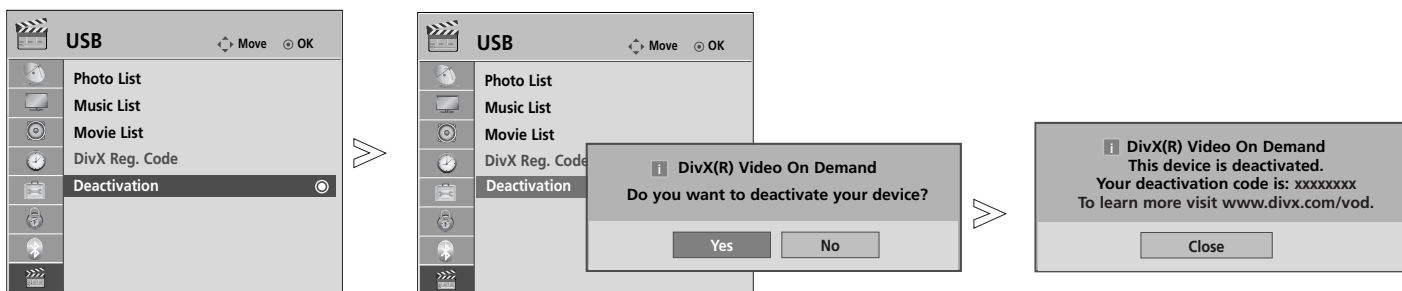 USB
Move
OK
Photo List
Music List
Movie List
DivX Reg. Code
Deactivation
USB
Move
OK
Photo List
Music List
Movie List
DivX Reg. Code
Deactivation
i DivX(R) Video On Demand
Do you want to deactivate your device?
Yes
No
i DivX(R) Video On Demand
This device is deactivated.
Your deactivation code is: xxxxxxxx
To learn more visit www.divx.com/vod.
Close